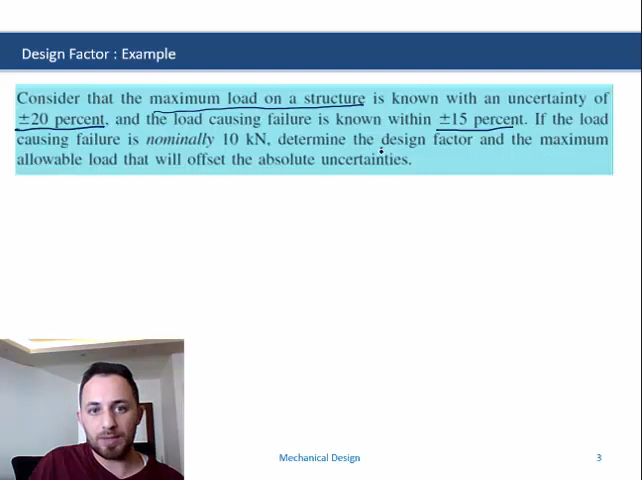 Design Factor : Example
Consider that the maximum load on a structure is known with an uncertainty of
±20 percent, and the load causing failure is known within ±15 percent. If the load
causing failure is nominally 10 kN, determine the design factor and the maximum
allowable load that will offset the absolute uncertainties.
Mechanical Design
3